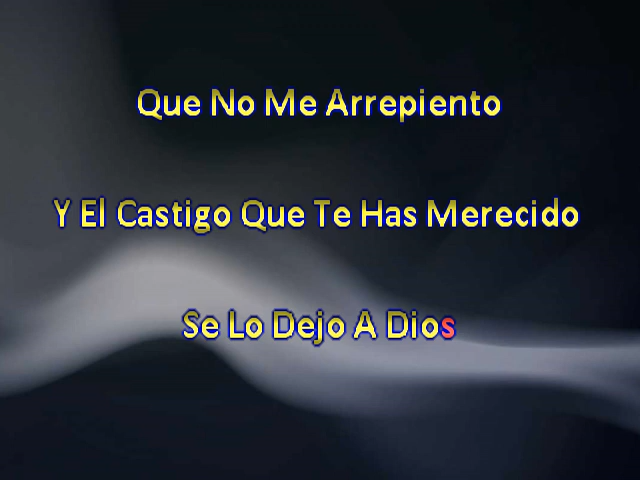 Que No Me Arrepiento
Y El Castigo Que Te Has Merecido
Se Lo Dejo A Dios